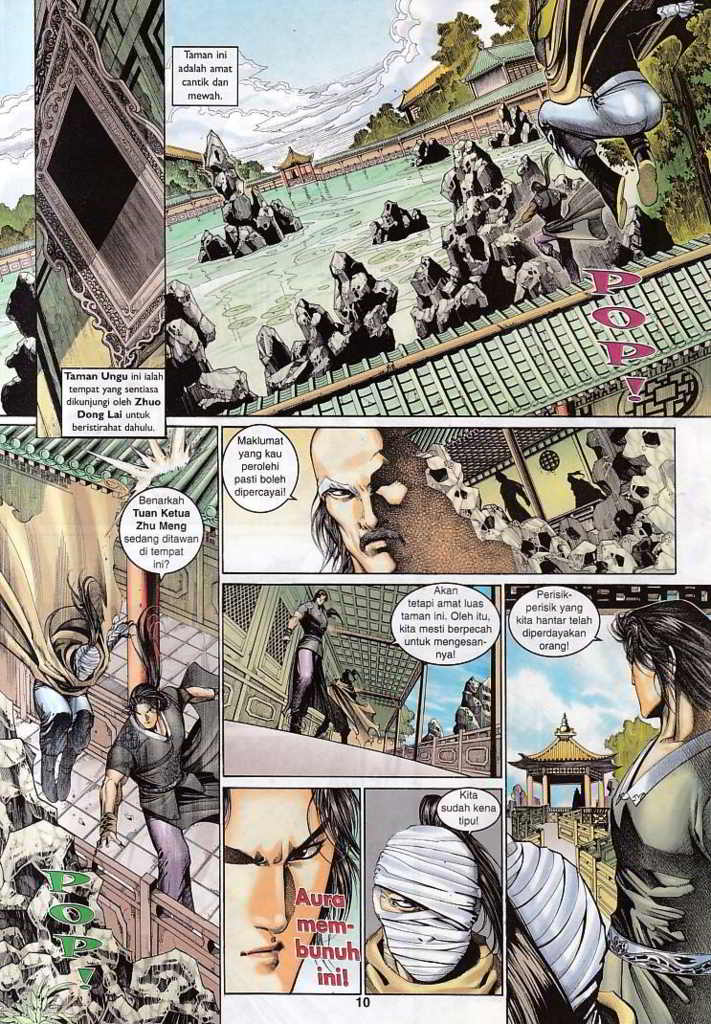 Taman ini
adalah amat
cantik dan
mewah.
POP!
Taman Ungu ini ialah
tempat yang sentiasa
dikunjungi oleh Zhuo
Dong Lai untuk
beristirahat dahulu.
Benarkah
Tuan Ketua
Zhu Meng
sedang ditawan
di tempat
ini?
POP!
Maklumat
yang kau
perolehi
pasti boleh
dipercayai!
Akan
tetapi amat luas
taman ini. Oleh itu,
kita mesti berpecah
untuk mengesan-
nya!
Perisik-
perisik yang
kita hantar telah
diperdayakan
orang!
Aura
mem-
bunuh
ini!
Kita
sudah kena
tipu!
10